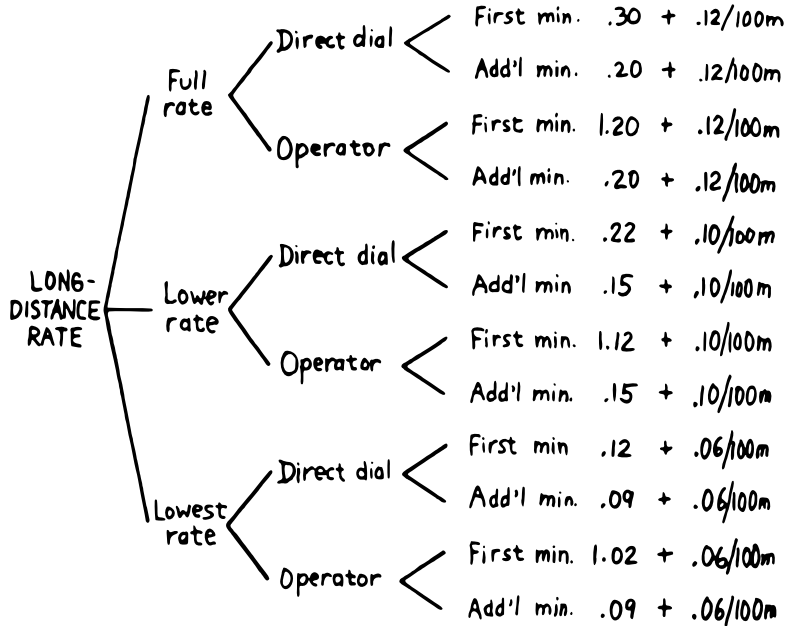 First min. .30 + .12/100m
Direct dial
Add'l min. .20 + .12/100m
Full
rate
First min. 1.20 + .12/100m
Operator
Add'l min. .20 + .12/100m
First min. .22 + .10/100m
Direct dial
Add'l min .15 + .10/100m
LONG-
DISTANCE
RATE
Lower
rate
First min. 1.12 + .10/100m
Operator
Add'l min. .15 + .10/100m
First min .12 + .06/100m
Direct dial
Add'l min. .09 + .06/100m
Lowest
rate
First min. 1.02 + .06/100m
Operator
Add'l min. .09 + .06/100m